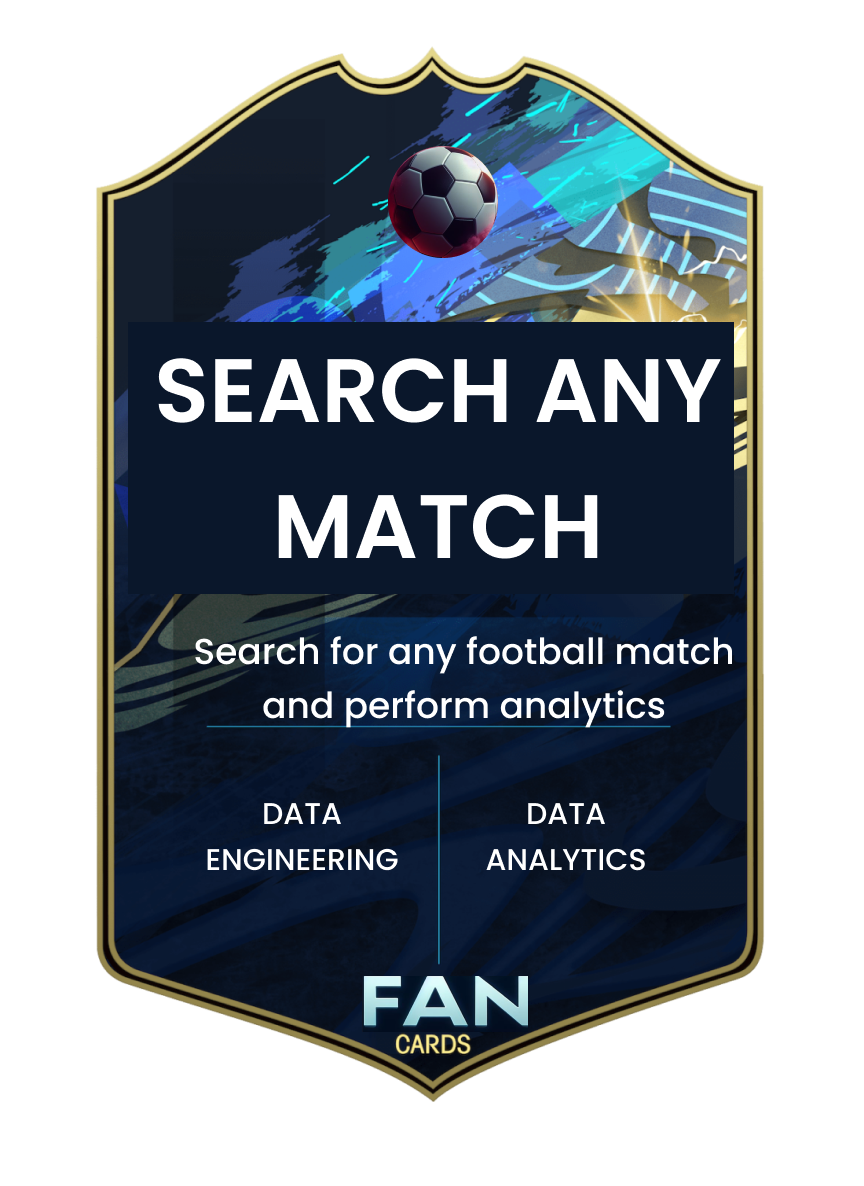 SEARCH ANY
MATCH
Search for any football match
and perform analytics
DATA
ENGINEERING
DATA
ANALYTICS
FAN
CARDS